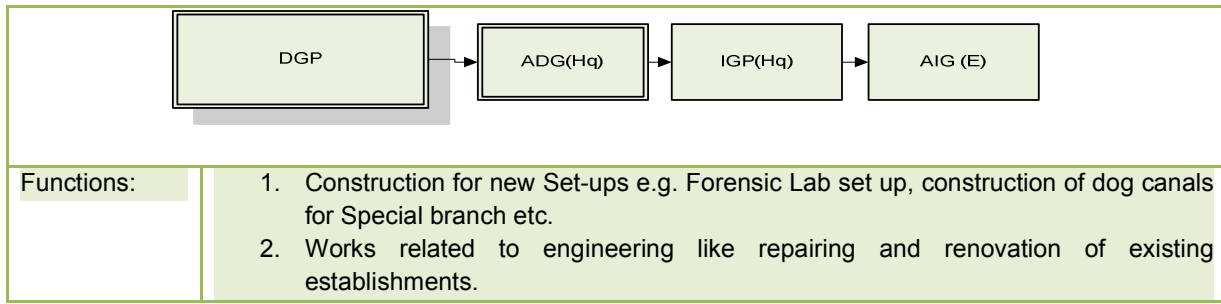 DGP
ADG(Hq)
IGP(Hq)
AIG (E)
Functions:
1. Construction for new Set-ups e.g. Forensic Lab set up, construction of dog canals
for Special branch etc.
2. Works related to engineering like repairing and renovation of existing
establishments.